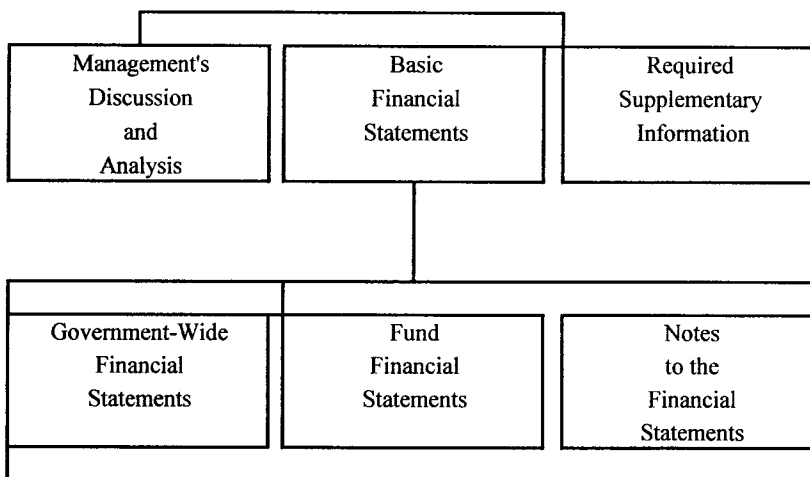 Management's
Discussion
and
Analysis
Basic
Financial
Statements
Required
Supplementary
Information
Government-Wide
Financial
Statements
Fund
Financial
Statements
Notes
to the
Financial
Statements